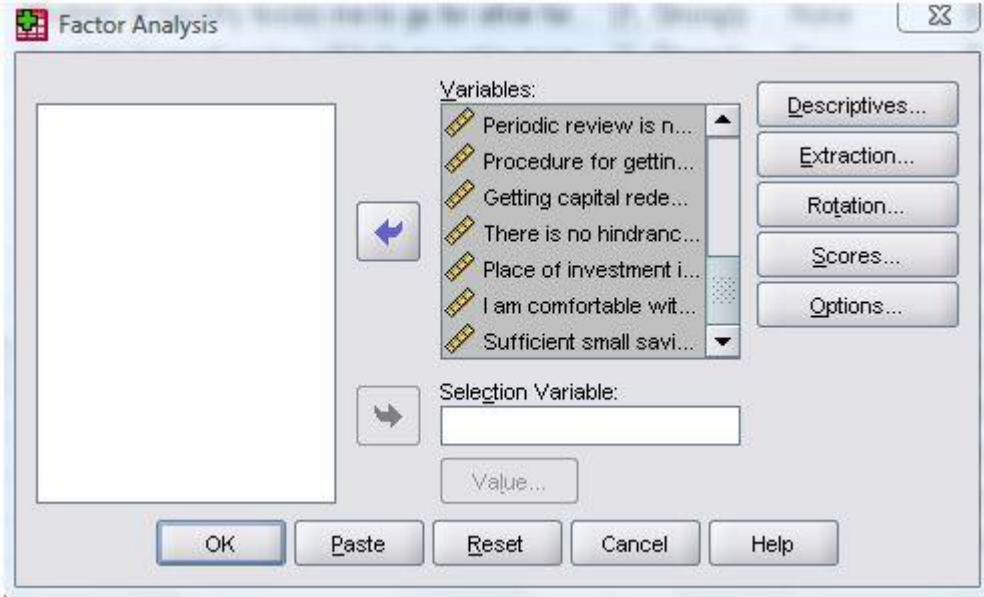 Factor Analysis
Variables:
Periodic review is n...
Procedure for gettin...
Getting capital rede...
There is no hindranc...
Place of investment i...
I am comfortable wit...
Sufficient small savi...
Descriptives...
Extraction...
Rotation...
Scores...
Options...
Selection Variable:
Value...
OK Paste Reset Cancel Help